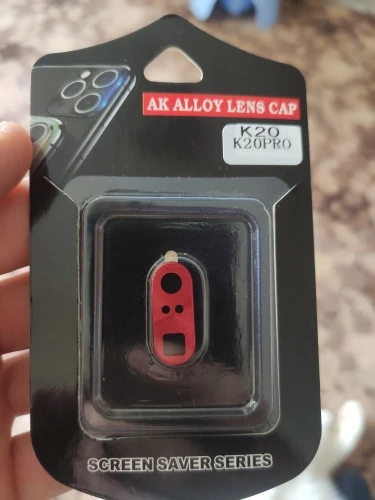 AK ALLOY LENS CAP
K20
K20PRO
SCREEN SAVER SERIES